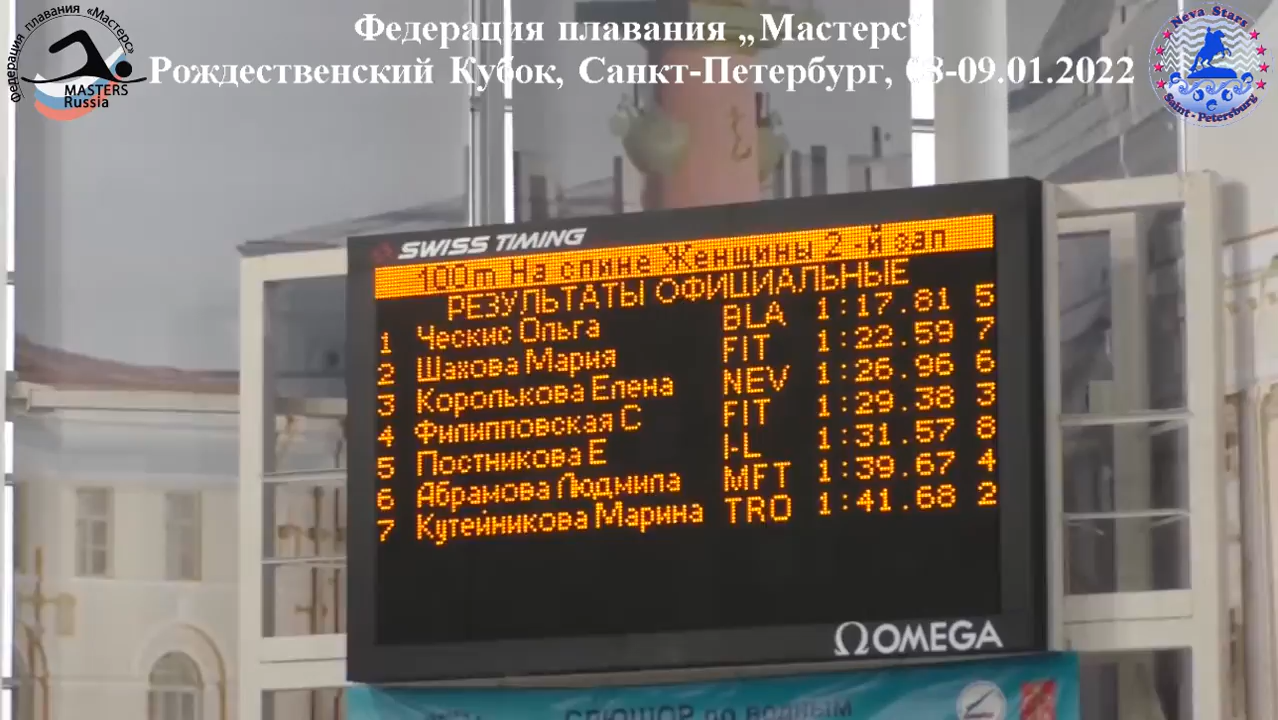 Федерация плавания „Мастерс“
Рождественский Кубок, Санкт-Петербург, 08-09.01.2022
Федерация плавания «Мастерс»
MASTERS
Russia
Neva Stars
Saint-Petersburg
SWISS TIMING
100m На спине Женщины 2-й зап
РЕЗУЛЬТАТЫ ОФИЦИАЛЬНЫЕ
1 Ческис Ольга BLA 1:17.81 5
2 Шахова Мария FIT 1:22.59 7
3 Королькова Елена NEV 1:26.96 6
4 Филипповская С FIT 1:29.38 3
5 Постникова Е I-L 1:31.57 8
6 Абрамова Людмила MFT 1:39.67 4
7 Кутейникова Марина TRO 1:41.68 2
Ω OMEGA
по водным